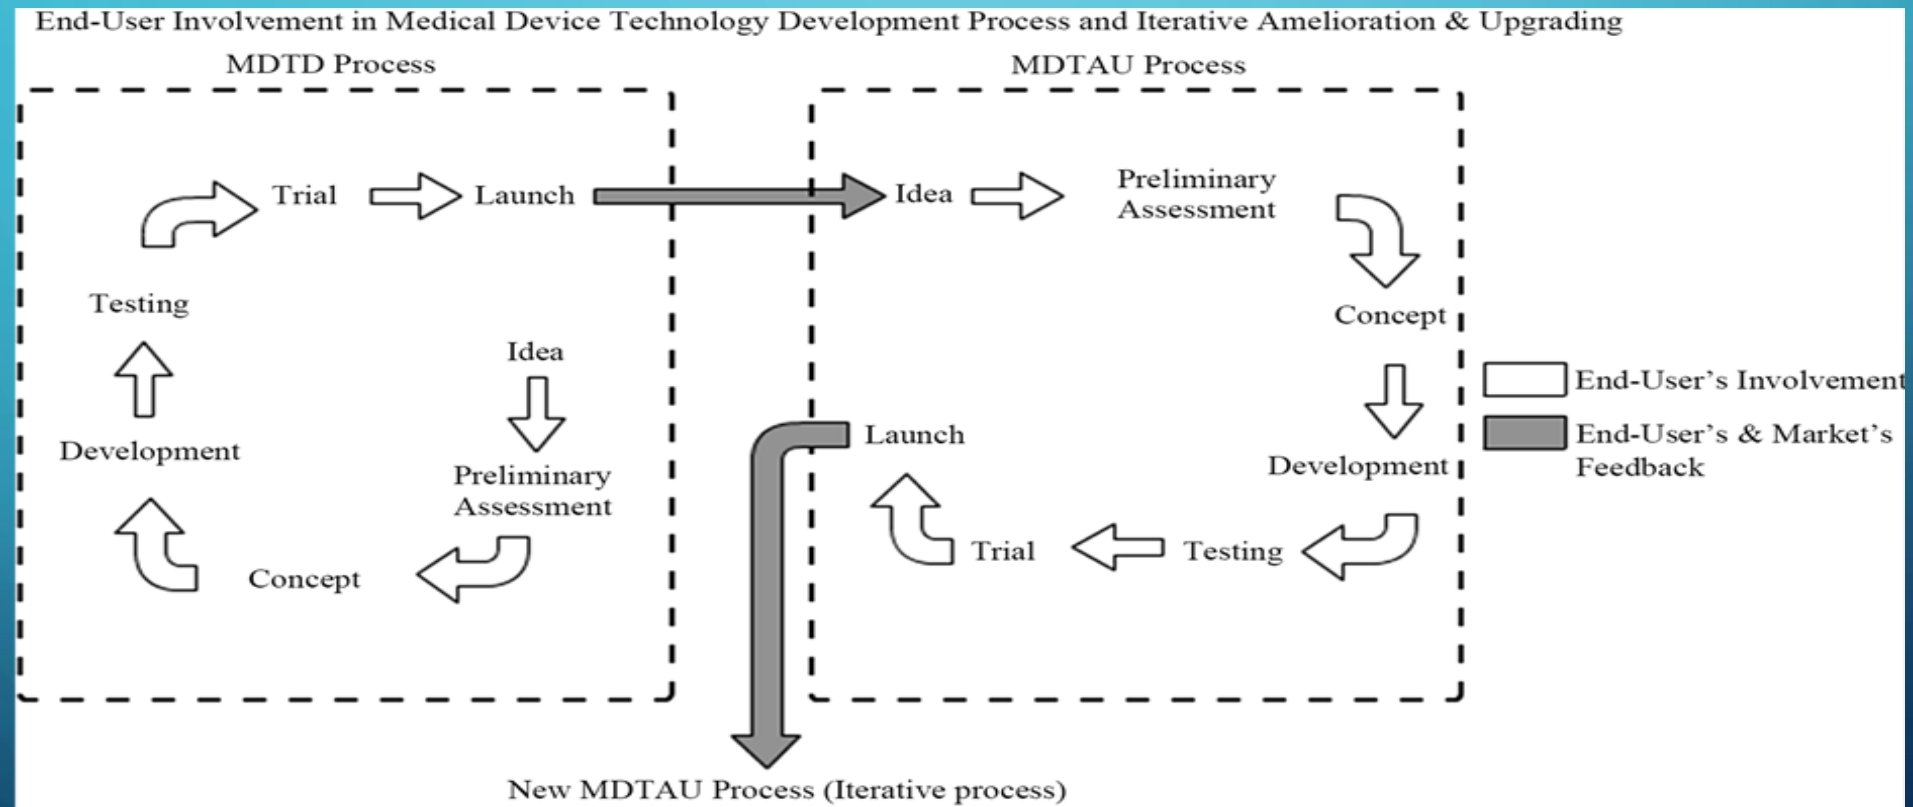 End-User Involvement in Medical Device Technology Development Process and Iterative Amelioration & Upgrading
MDTD Process
Idea
Preliminary
Assessment
Concept
Development
Testing
Trial
Launch
MDTAU Process
Idea
Preliminary
Assessment
Concept
Development
Testing
Trial
Launch
New MDTAU Process (Iterative process)
End-User’s Involvement
End-User’s & Market’s
Feedback